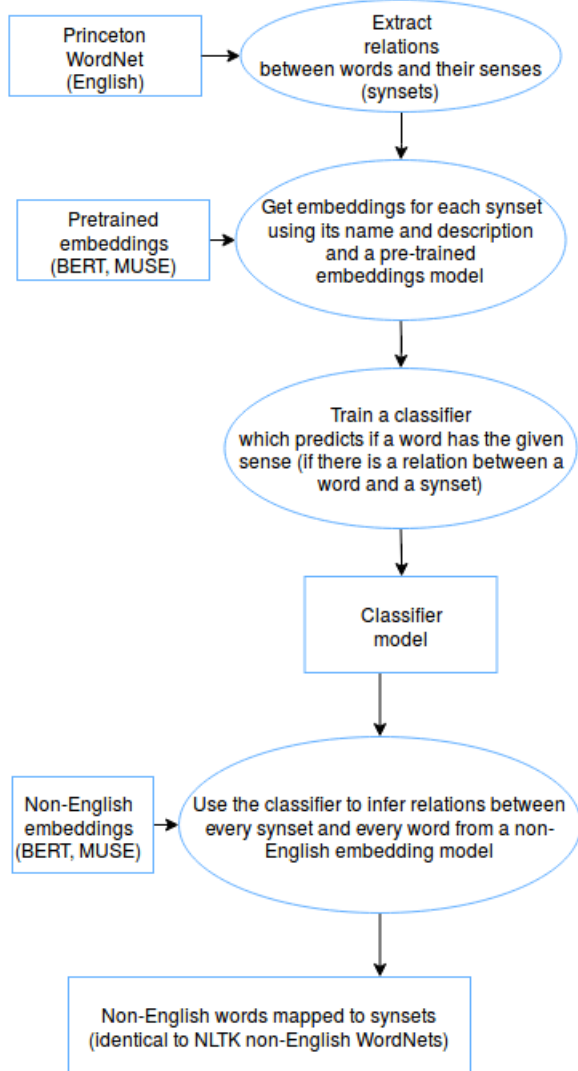 Princeton
WordNet
(English)
Extract
relations
between words and their senses
(synsets)
Pretrained
embeddings
(BERT, MUSE)
Get embeddings for each synset
using its name and description
and a pre-trained
embeddings model
Train a classifier
which predicts if a word has the given
sense (if there is a relation between a
word and a synset)
Classifier
model
Non-English
embeddings
(BERT, MUSE)
Use the classifier to infer relations between
every synset and every word from a non-
English embedding model
Non-English words mapped to synsets
(identical to NLTK non-English WordNets)